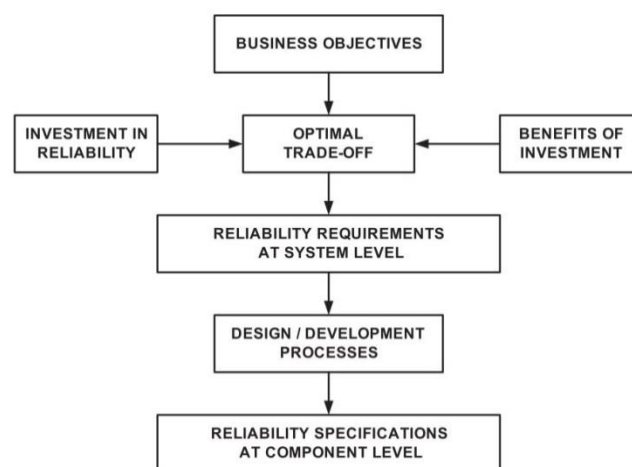 BUSINESS OBJECTIVES
INVESTMENT IN
RELIABILITY
OPTIMAL
TRADE-OFF
BENEFITS OF
INVESTMENT
RELIABILITY REQUIREMENTS
AT SYSTEM LEVEL
DESIGN / DEVELOPMENT
PROCESSES
RELIABILITY SPECIFICATIONS
AT COMPONENT LEVEL